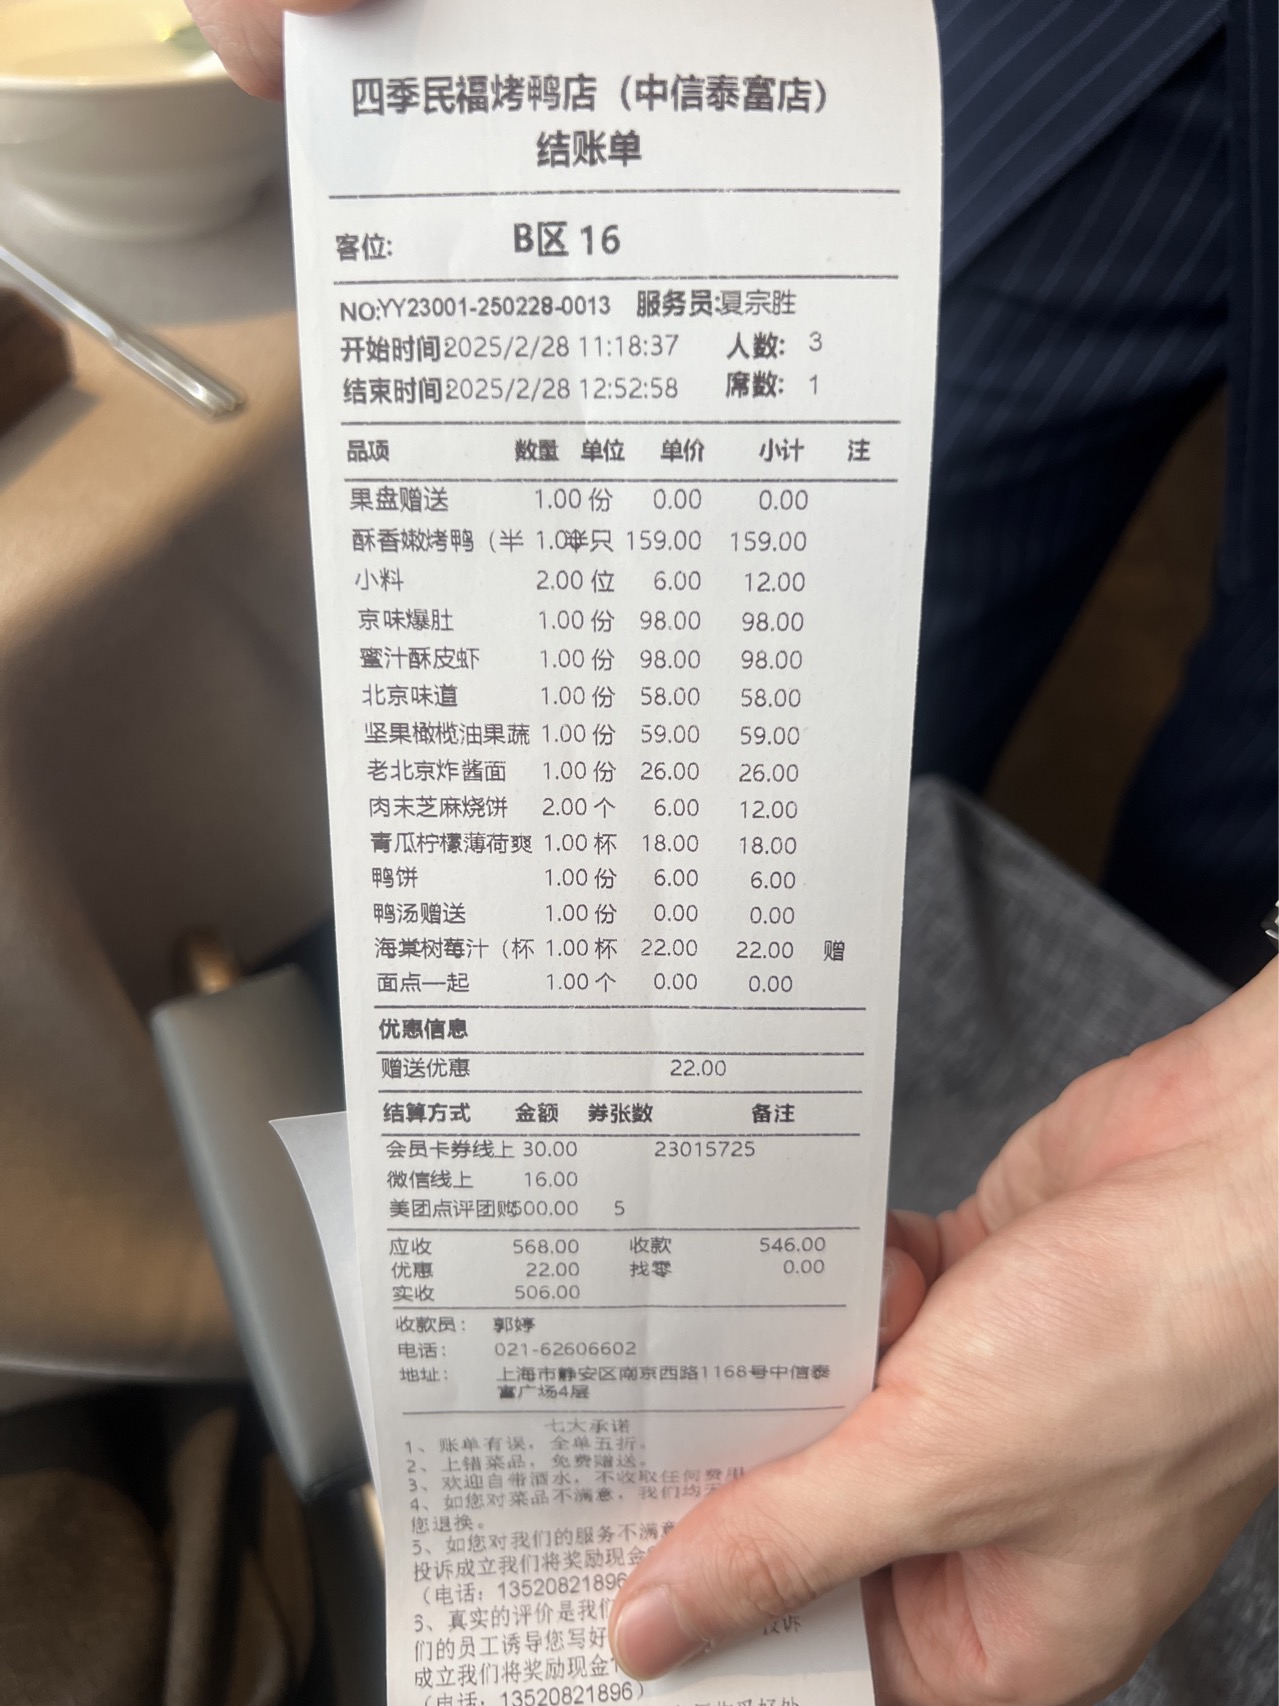 四季民福烤鸭店（中信泰富店）
结账单
客位: B区 16
NO:YY23001-250228-0013 服务员:夏宗胜
开始时间2025/2/28 11:18:37 人数: 3
结束时间2025/2/28 12:52:58 席数: 1
品项 数量 单位 单价 小计 注
果盘赠送 1.00 份 0.00 0.00
酥香嫩烤鸭（半 1.00半只 159.00 159.00
小料 2.00 位 6.00 12.00
京味爆肚 1.00 份 98.00 98.00
蜜汁酥皮虾 1.00 份 98.00 98.00
北京味道 1.00 份 58.00 58.00
坚果橄榄油果蔬 1.00 份 59.00 59.00
老北京炸酱面 1.00 份 26.00 26.00
肉末芝麻烧饼 2.00 个 6.00 12.00
青瓜柠檬薄荷爽 1.00 杯 18.00 18.00
鸭饼 1.00 份 6.00 6.00
鸭汤赠送 1.00 份 0.00 0.00
海棠树莓汁（杯 1.00 杯 22.00 22.00 赠
面点一起 1.00 个 0.00 0.00
优惠信息
赠送优惠 22.00
结算方式 金额 券张数 备注
会员卡券线上 30.00 23015725
微信线上 16.00
美团点评团购500.00 5
应收 568.00 收款 546.00
优惠 22.00 找零 0.00
实收 506.00
收款员: 郭婷
电话: 021-62606602
地址: 上海市静安区南京西路1168号中信泰
富广场4层
七大承诺
1、账单有误，全单五折。
2、上错菜品，免费赠送。
3、欢迎自带酒水，不收取任何费用
4、如您对菜品不满意，我们均无
您退换。
5、如您对我们的服务不满意
投诉成立我们将奖励现金
（电话：13520821896
3、真实的评价是我们
们的员工诱导您写好 投诉
成立我们将奖励现金
（电话：13520821896）